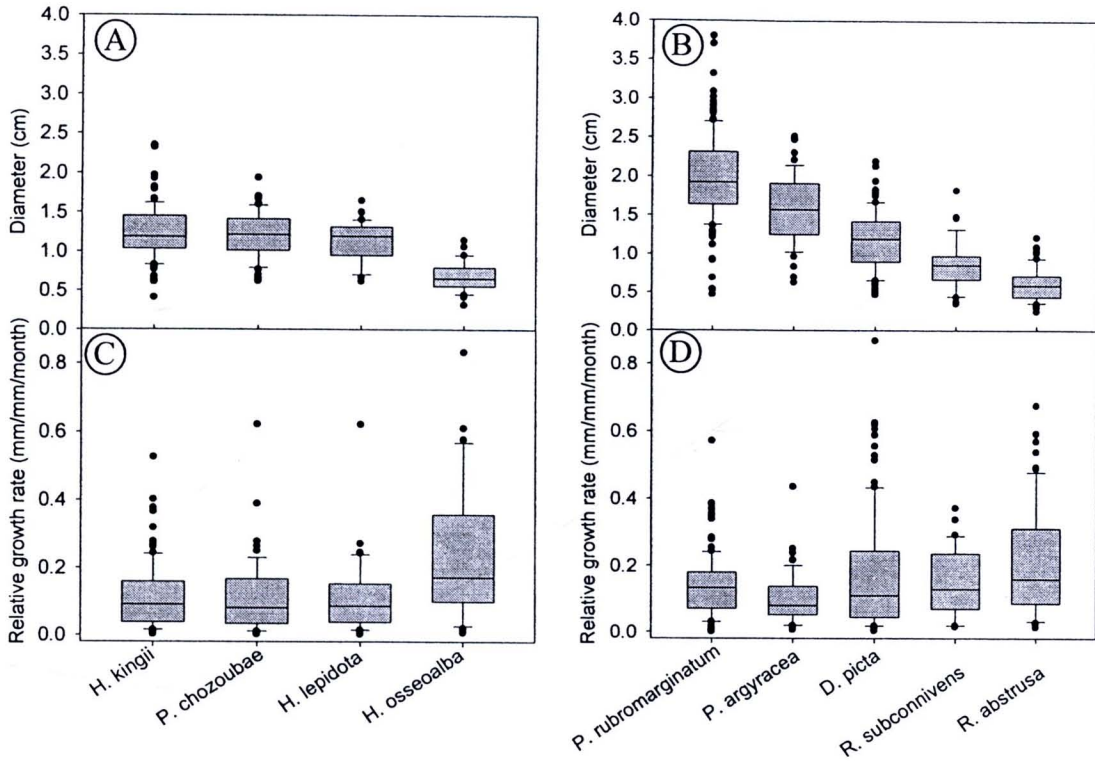 A
Diameter (cm)
4.0
3.5
3.0
2.5
2.0
1.5
1.0
0.5
0.0
B
Diameter (cm)
4.0
3.5
3.0
2.5
2.0
1.5
1.0
0.5
0.0
C
Relative growth rate (mm/mm/month)
0.8
0.6
0.4
0.2
0.0
H. kingii
P. chozoubae
H. lepidota
H. osseoalba
D
Relative growth rate (mm/mm/month)
0.8
0.6
0.4
0.2
0.0
P. rubromarginatum
P. argyracea
D. picta
R. subconnivens
R. abstrusa